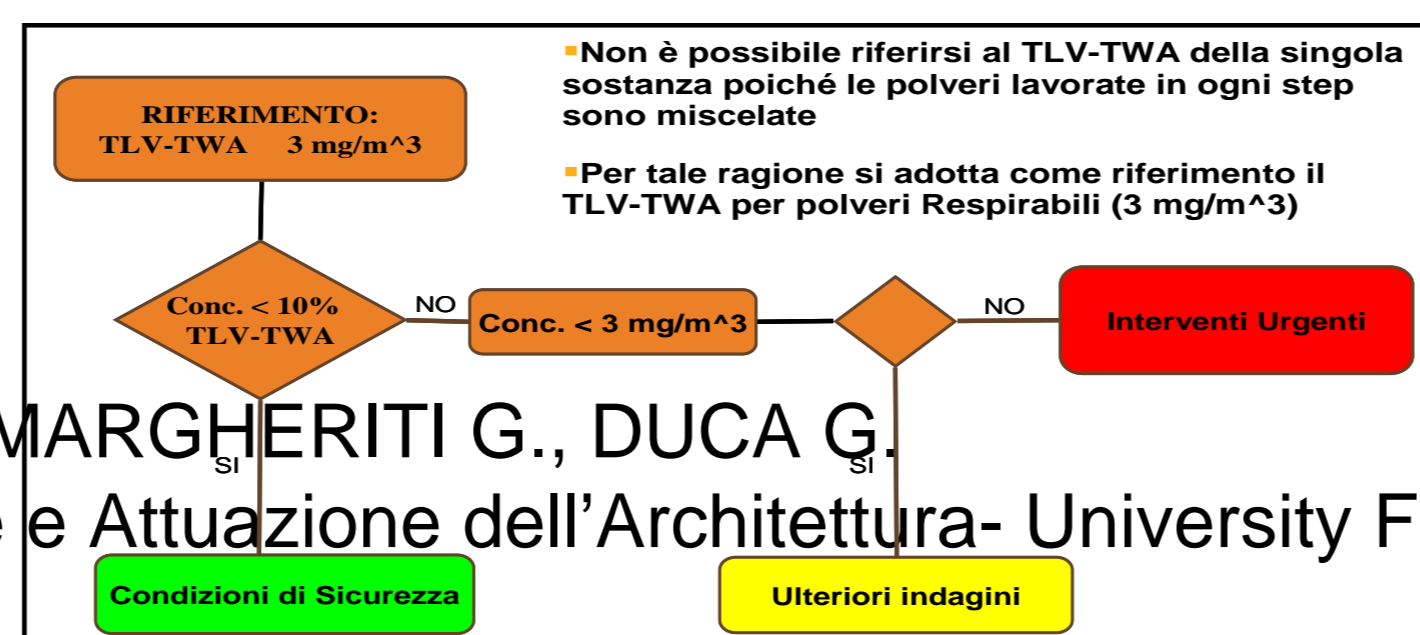 ▪Non è possibile riferirsi al TLV-TWA della singola
sostanza poiché le polveri lavorate in ogni step
sono miscelate
▪Per tale ragione si adotta come riferimento il
TLV-TWA per polveri Respirabili (3 mg/m^3)
RIFERIMENTO:
TLV-TWA 3 mg/m^3
Conc. < 10%
TLV-TWA
NO
Conc. < 3 mg/m^3
NO
Interventi Urgenti
MARGHERITI G., DUCA G.
SI
SI
e e Attuazione dell’Architettura- University F
Condizioni di Sicurezza
Ulteriori indagini